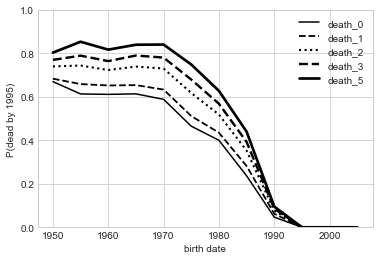 1.0
0.8
0.6
0.4
0.2
0.0
P(dead by 1995)
death_0
death_1
death_2
death_3
death_5
1950 1960 1970 1980 1990 2000
birth date